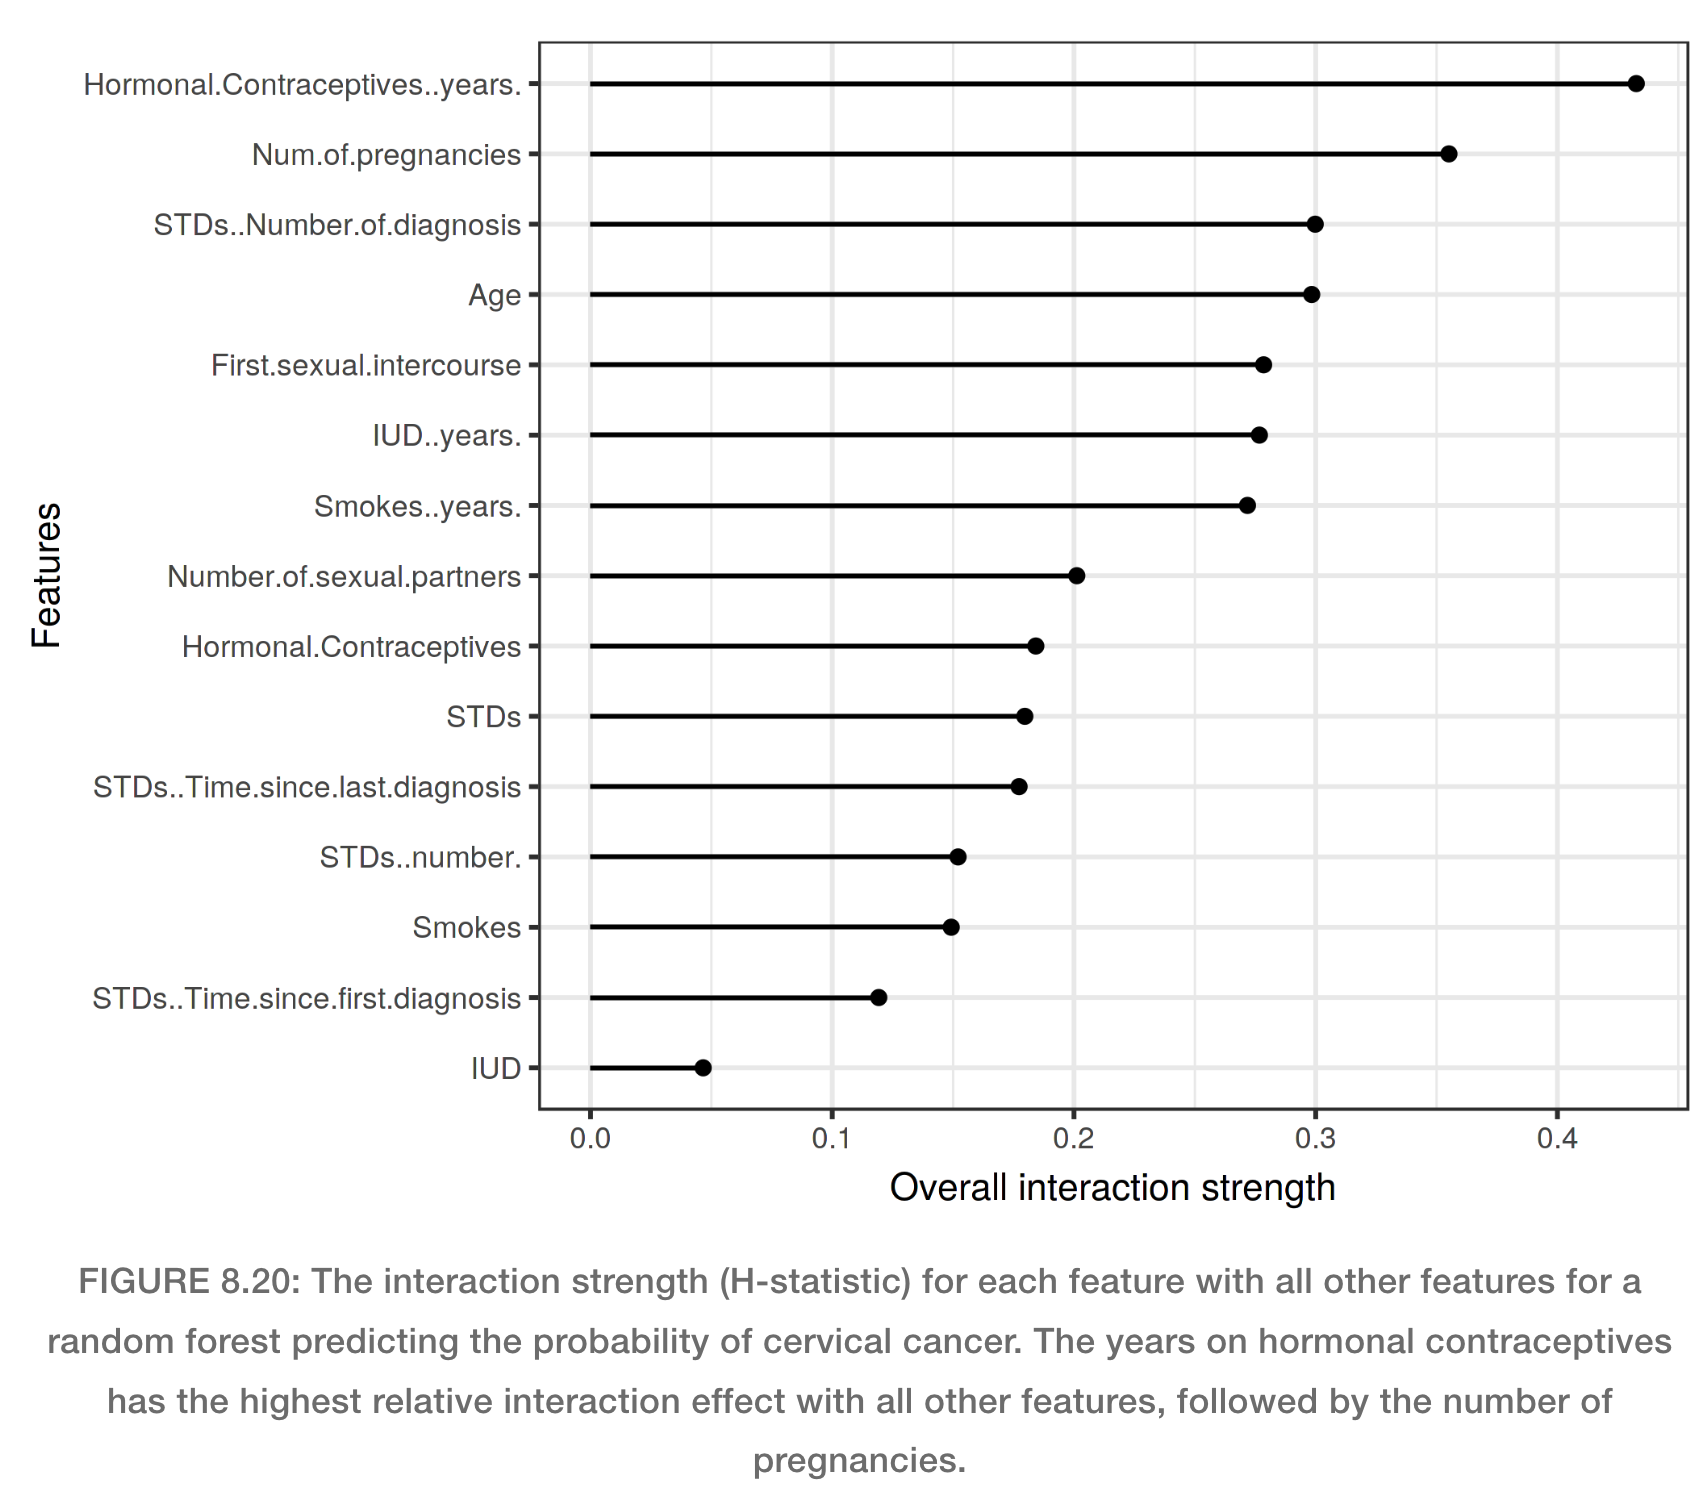 Hormonal.Contraceptives..years.
Num.of.pregnancies
STDs..Number.of.diagnosis
Age
First.sexual.intercourse
IUD..years.
Smokes..years.
Number.of.sexual.partners
Hormonal.Contraceptives
STDs
STDs..Time.since.last.diagnosis
STDs..number.
Smokes
STDs..Time.since.first.diagnosis
IUD
Features
0.0 0.1 0.2 0.3 0.4
Overall interaction strength
FIGURE 8.20: The interaction strength (H-statistic) for each feature with all other features for a
random forest predicting the probability of cervical cancer. The years on hormonal contraceptives
has the highest relative interaction effect with all other features, followed by the number of
pregnancies.